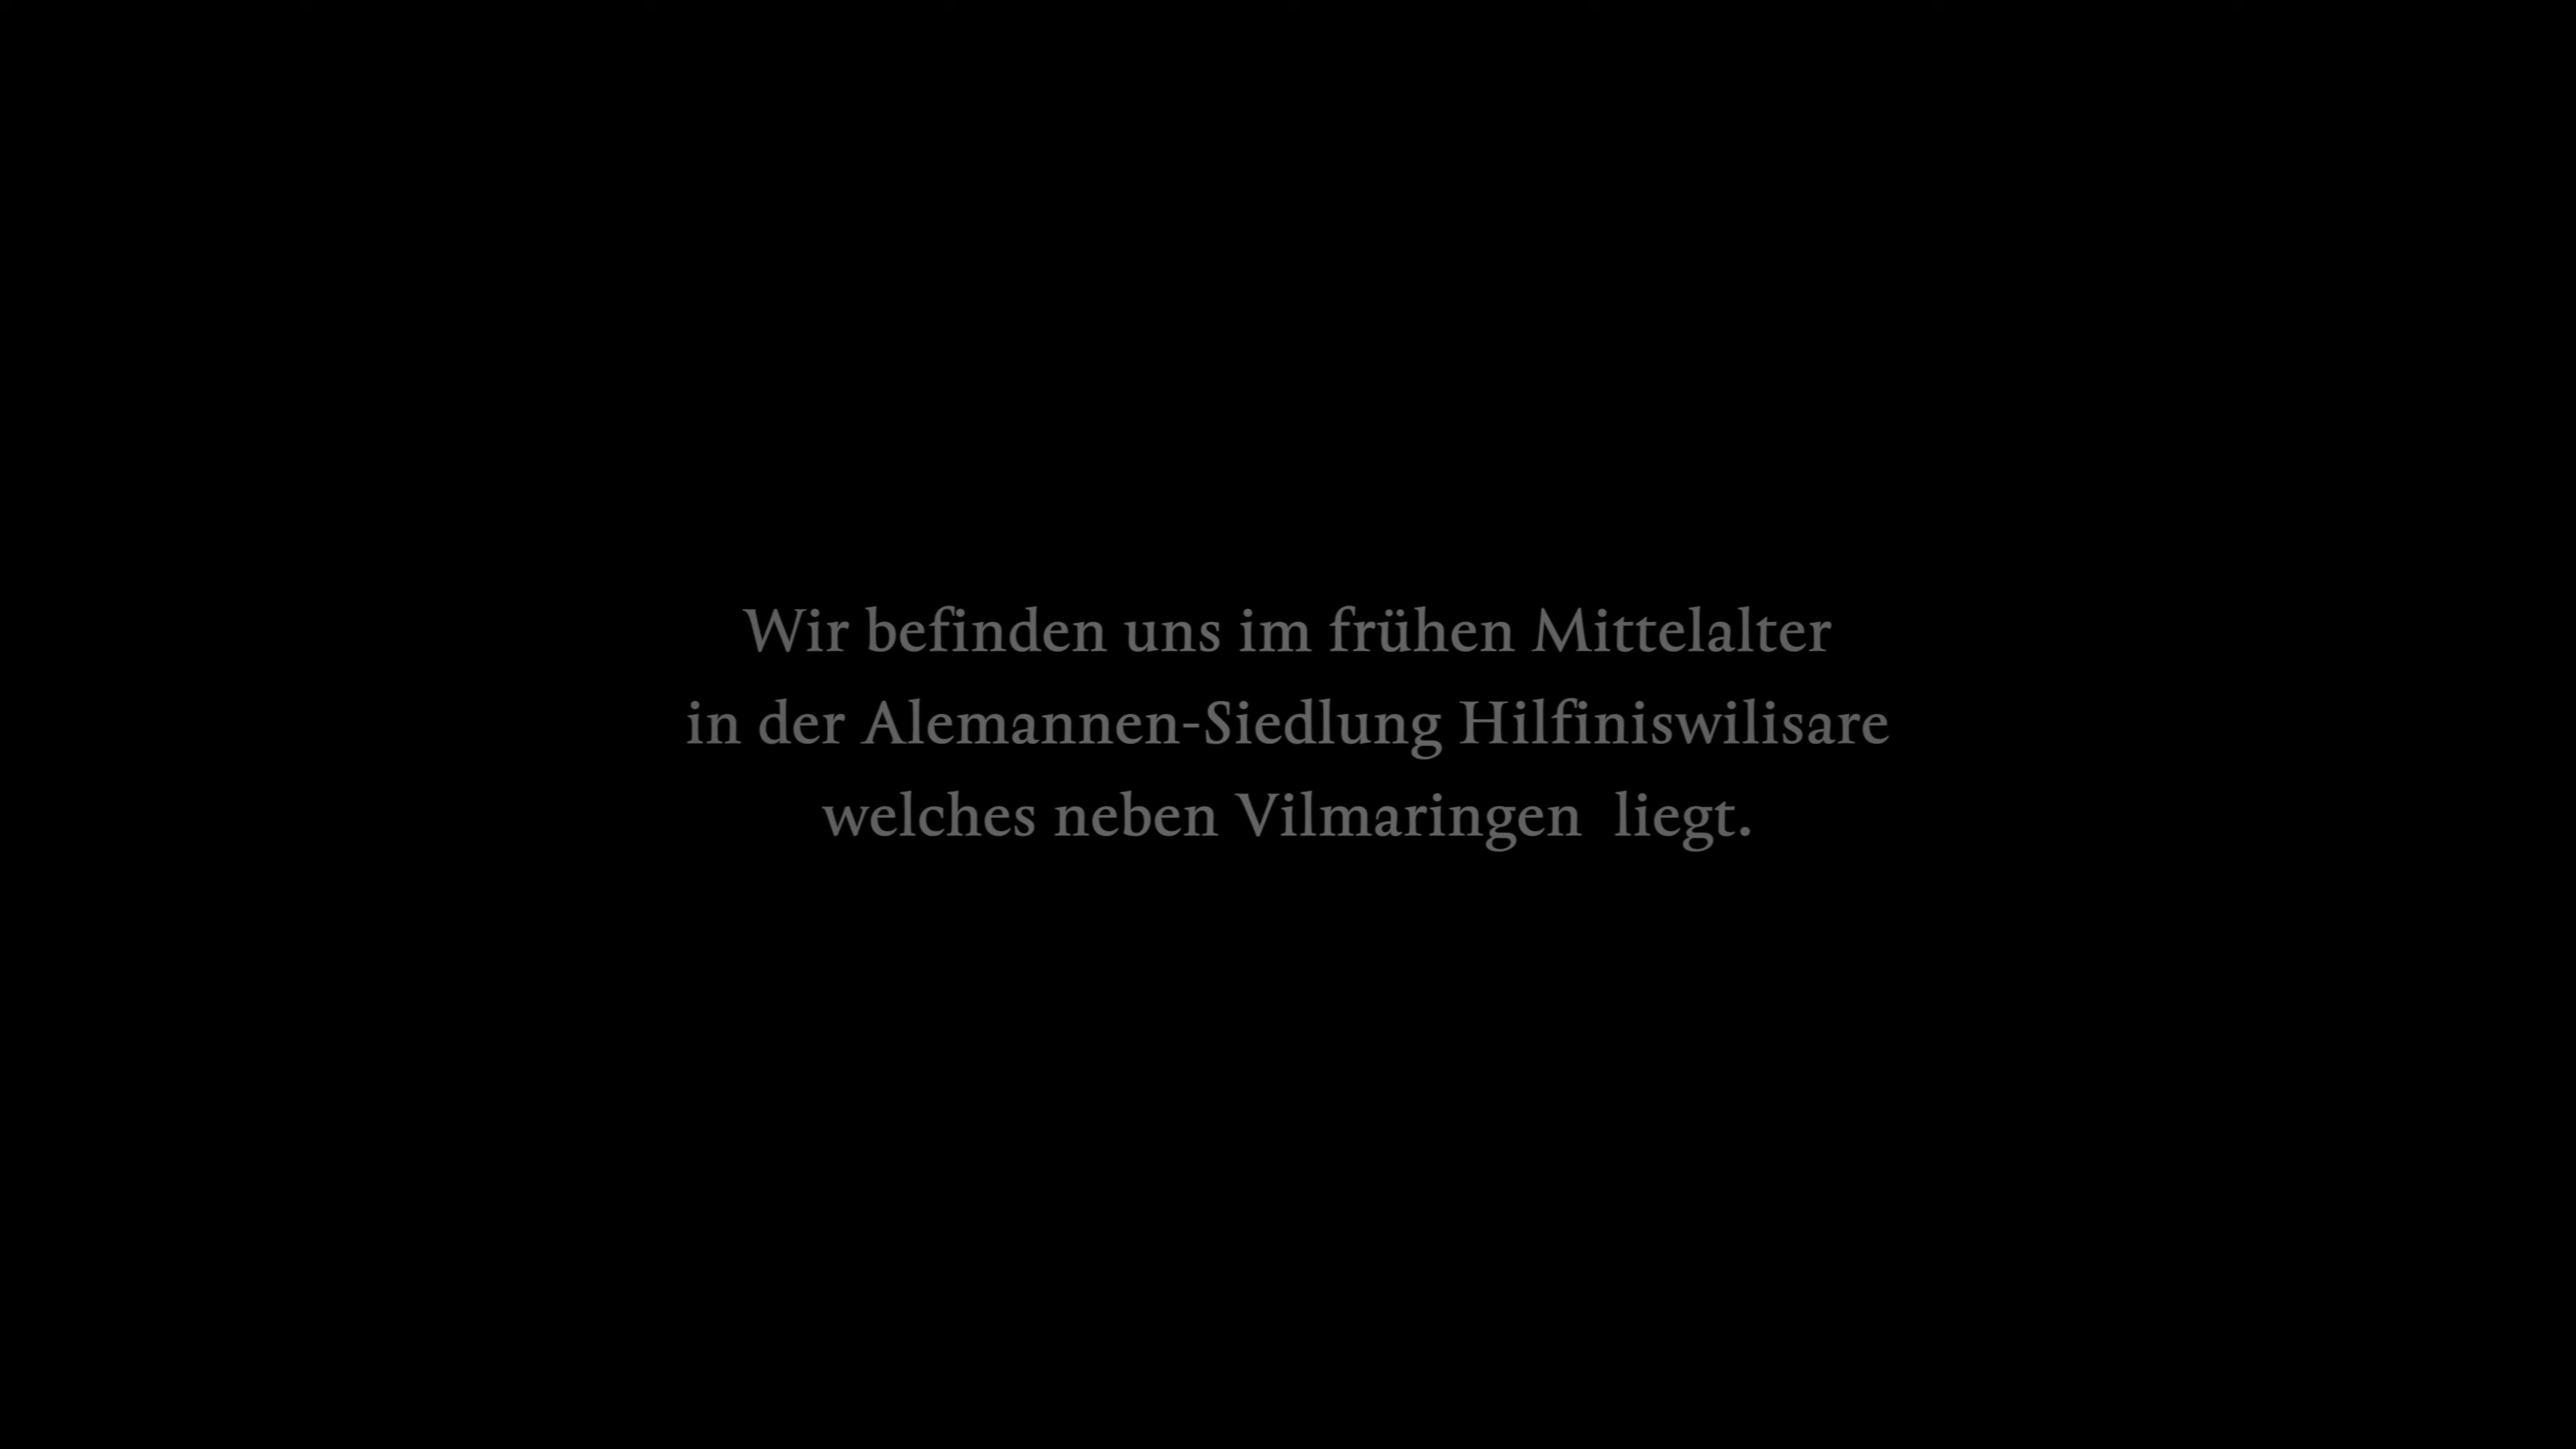 Wir befinden uns im frühen Mittelalter
in der Alemannen-Siedlung Hilfiniswilisare
welches neben Vilmaringen  liegt.